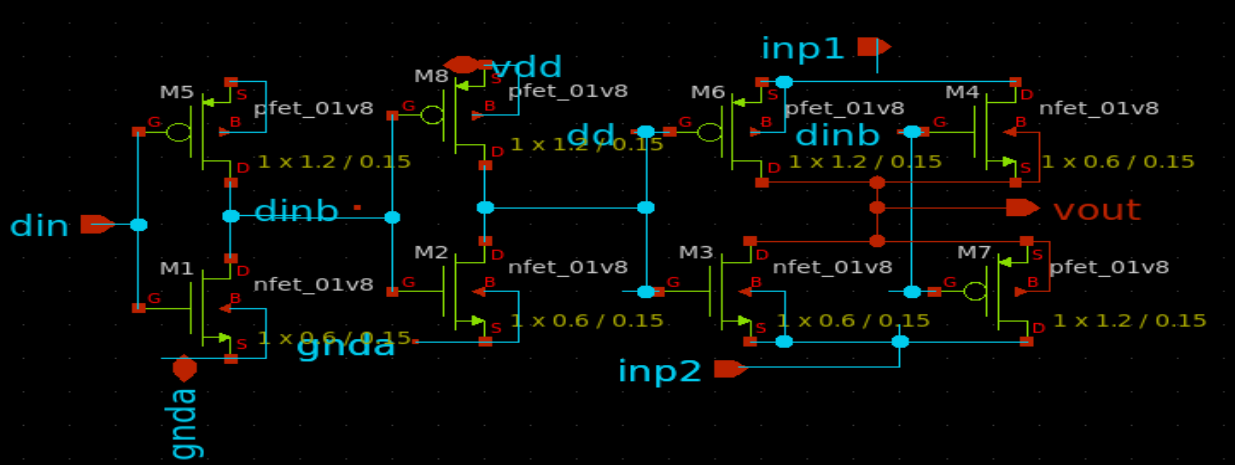 inp1
M5
pfet_01v8
S
G
B
D
1 x 1.2 / 0.15
M8
vdd
pfet_01v8
S
G
B
D
1 x 1.2 / 0.15
M6
pfet_01v8
dd
S
G
B
D
1 x 1.2 / 0.15
M4
nfet_01v8
dinb
D
G
B
S
1 x 0.6 / 0.15
din
dinb
vout
M1
nfet_01v8
D
G
B
S
1 x 0.6 / 0.15
gnda
M2
nfet_01v8
D
G
B
S
1 x 0.6 / 0.15
gnda
M3
nfet_01v8
D
G
B
S
1 x 0.6 / 0.15
M7
pfet_01v8
S
G
B
D
1 x 1.2 / 0.15
inp2